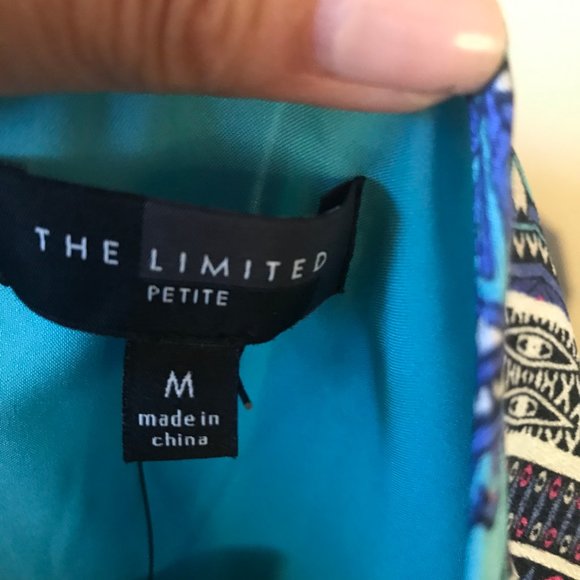 THE LIMITED
PETITE
M
made in
china